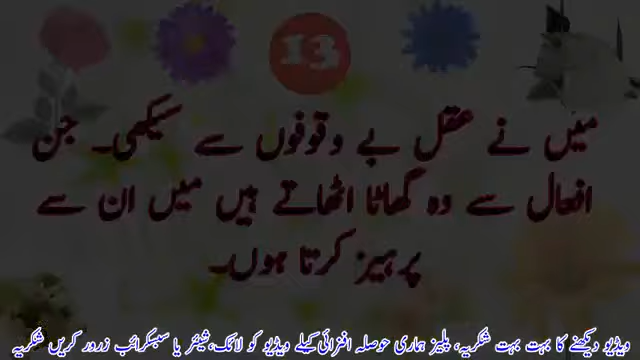 13
میں نے عقل بے وقوفوں سے سیکھی۔ جن
افعال سے وہ گھاٹا اٹھاتے ہیں میں ان سے
پرہیز کرتا ہوں۔
ویڈیو دیکھنے کا بہت بہت شکریہ، پلیز ہماری حوصلہ افزائی کیلے ویڈیو کو لائک،شیئر یا سبسکرائب زرور کریں شکریہ